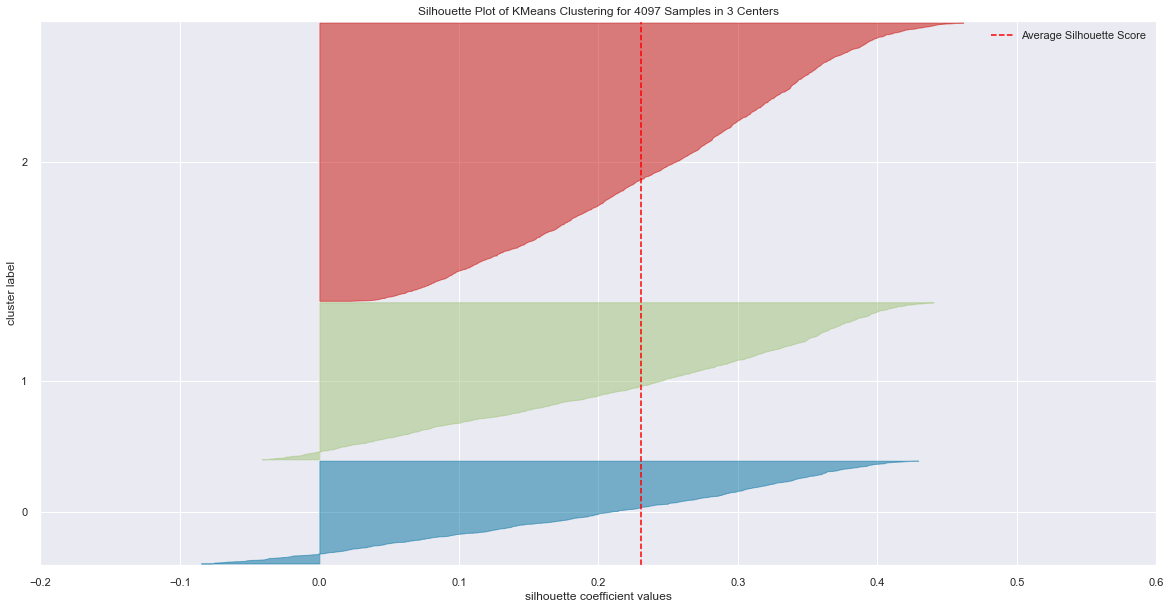 Silhouette Plot of KMeans Clustering for 4097 Samples in 3 Centers
Average Silhouette Score
2
1
0
cluster label
−0.2 −0.1 0.0 0.1 0.2 0.3 0.4 0.5 0.6
silhouette coefficient values